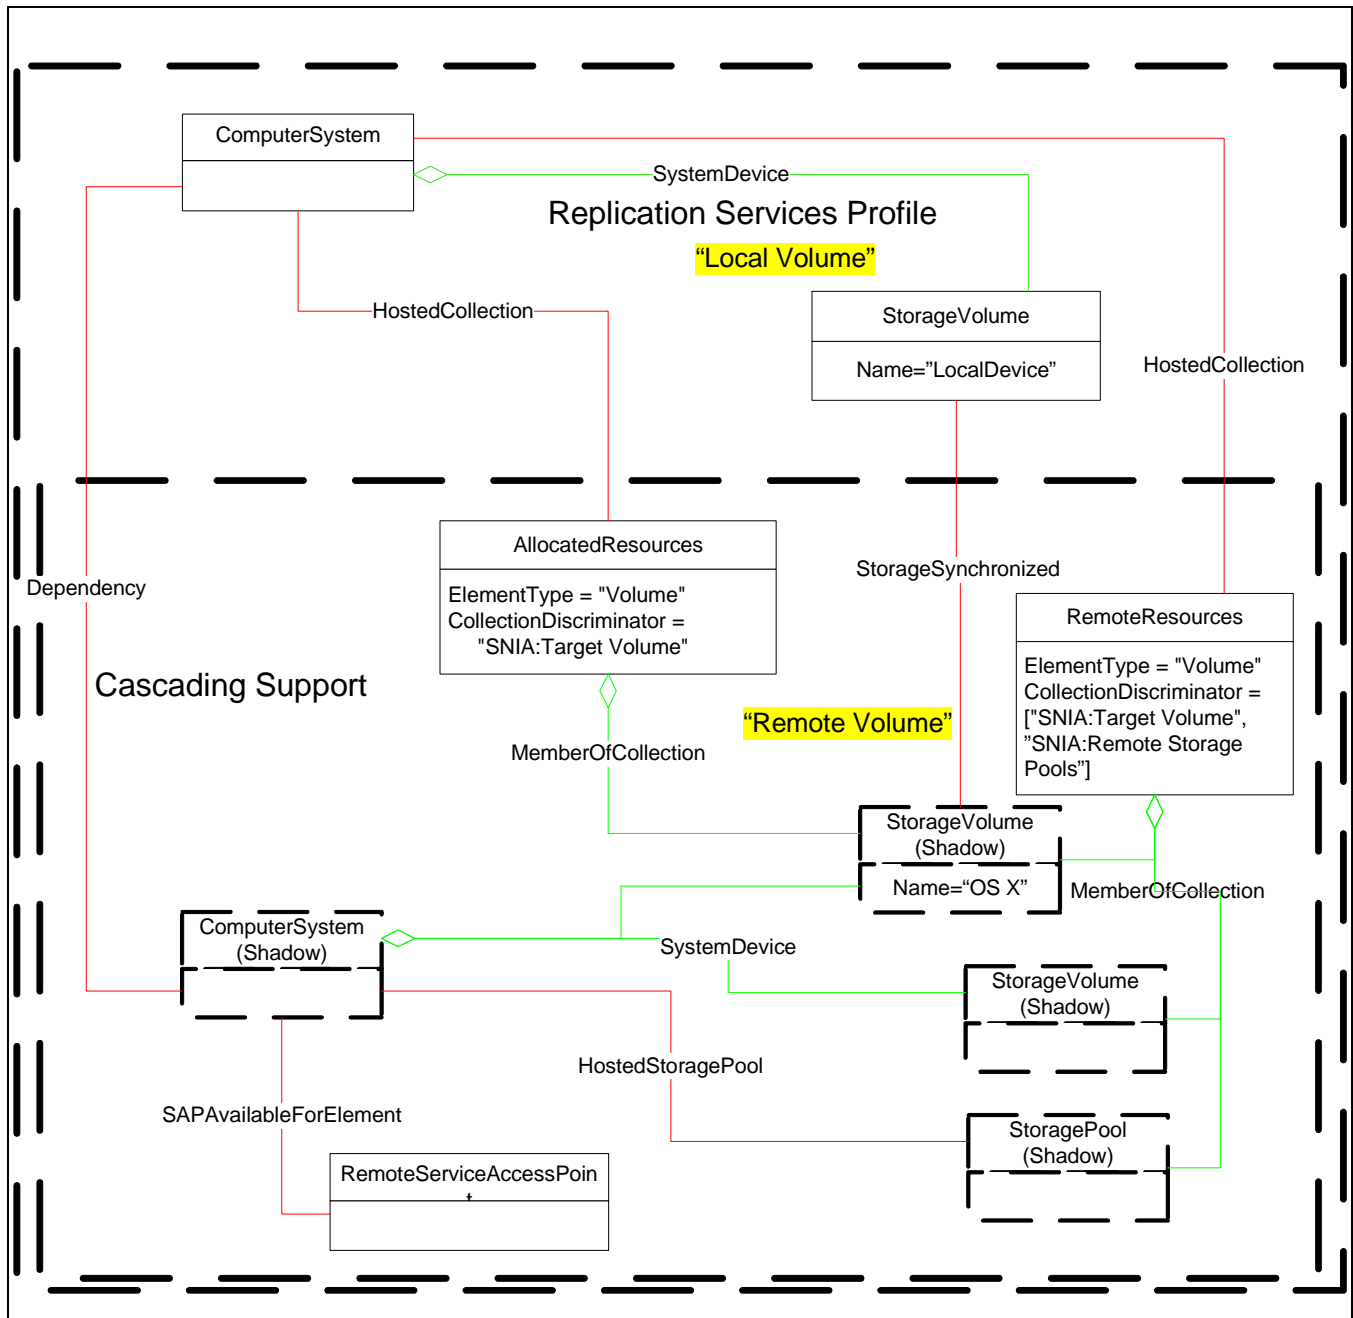 ComputerSystem
SystemDevice
Replication Services Profile
“Local Volume”
HostedCollection
StorageVolume
Name=”LocalDevice”
HostedCollection
AllocatedResources
ElementType = "Volume"
CollectionDiscriminator =
"SNIA:Target Volume"
StorageSynchronized
Dependency
RemoteResources
ElementType = "Volume"
CollectionDiscriminator =
["SNIA:Target Volume",
”SNIA:Remote Storage
Pools”]
Cascading Support
“Remote Volume”
MemberOfCollection
StorageVolume
(Shadow)
Name=“OS X”
MemberOfCollection
ComputerSystem
(Shadow)
SystemDevice
StorageVolume
(Shadow)
HostedStoragePool
SAPAvailableForElement
StoragePool
(Shadow)
RemoteServiceAccessPoin
t